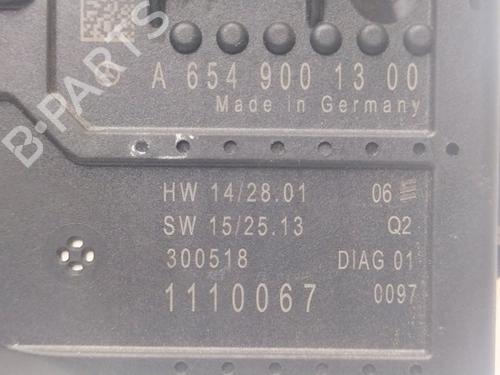 B-PARTS
A 654 900 13 00
Made in Germany
HW 14/28.01 06
SW 15/25.13 Q2
300518 DIAG 01
1110067 0097